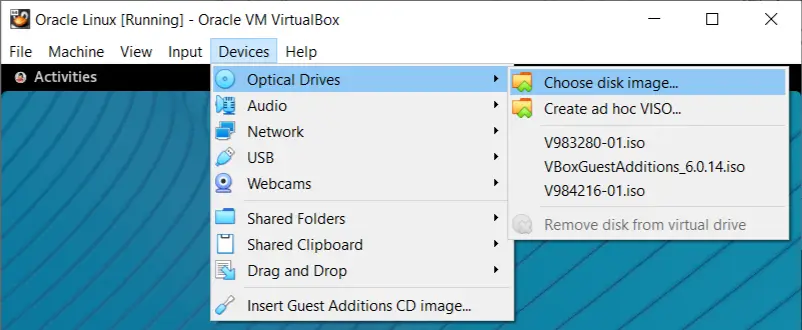 Oracle Linux [Running] - Oracle VM VirtualBox
File Machine View Input Devices Help
Activities
Optical Drives
Audio
Network
USB
Webcams
Shared Folders
Shared Clipboard
Drag and Drop
Insert Guest Additions CD image...
Choose disk image...
Create ad hoc VISO...
V983280-01.iso
VBoxGuestAdditions_6.0.14.iso
V984216-01.iso
Remove disk from virtual drive